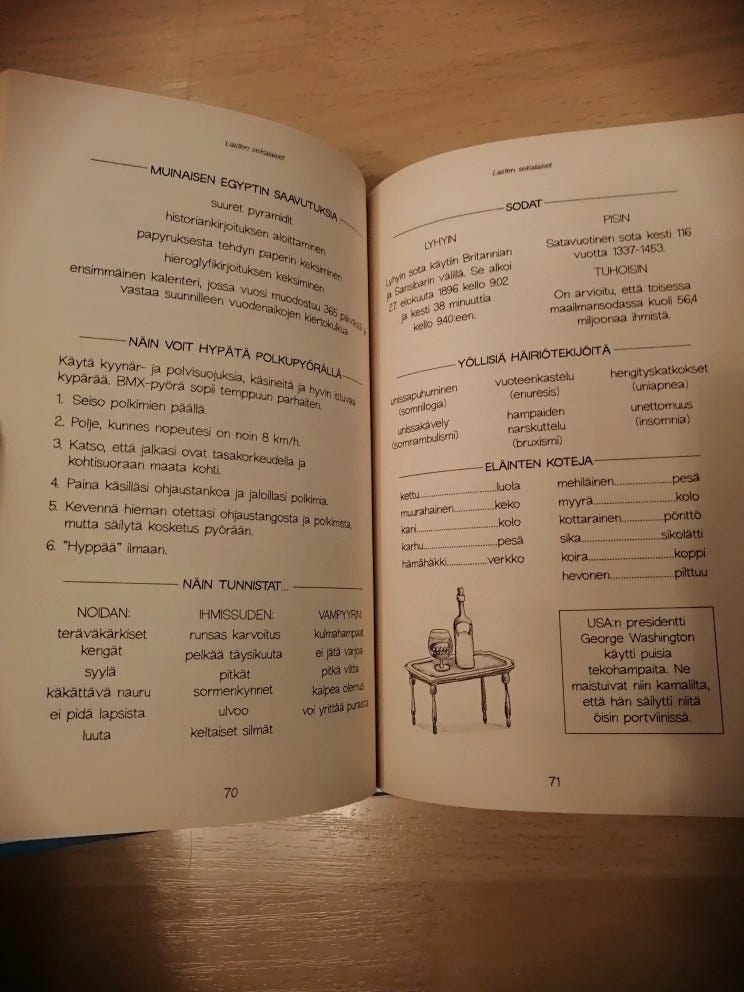 Lasten sekalaiset
MUINAISEN EGYPTIN SAAVUTUKSIA
suuret pyramidit
historiankirjoituksen aloittaminen
papyruksesta tehdyn paperin keksiminen
hieroglyfikirjoituksen keksiminen
ensimmäinen kalenteri, jossa vuosi muodostui 365 päivästä ja
vastaa suunnilleen vuodenaikojen kiertokulkua
NÄIN VOIT HYPÄTÄ POLKUPYÖRÄLLÄ
Käytä kyynär- ja polvisuojuksia, käsineitä ja hyvin istuvaa
kypärää. BMX-pyörä sopii temppuun parhaiten.
1. Seiso polkimien päällä.
2. Polje, kunnes nopeutesi on noin 8 km/h.
3. Katso, että jalkasi ovat tasakorkeudella ja
kohtisuoraan maata kohti.
4. Paina käsilläsi ohjaustankoa ja jaloillasi polkimia.
5. Kevennä hieman otettasi ohjaustangosta ja polkimista,
mutta säilytä kosketus pyörään.
6. "Hyppää" ilmaan.
NÄIN TUNNISTAT...
NOIDAN:
teräväkärkiset
kengät
syylä
käkättävä nauru
ei pidä lapsista
luuta
IHMISSUDEN:
runsas karvoitus
pelkää täysikuuta
pitkät
sormenkynnet
ulvoo
keltaiset silmät
VAMPYYRIN:
kulmahampaat
ei jätä varjoa
pitkä viitta
kalpea olemus
voi yrittää purasta
70
Lasten sekalaiset
SODAT
LYHYIN
Lyhyin sota käytiin Britannian
ja Sansibarin välillä. Se alkoi
27. elokuuta 1896 kello 9.02
ja kesti 38 minuuttia
kello 9.40:een.
PISIN
Satavuotinen sota kesti 116
vuotta 1337–1453.
TUHOISIN
On arvioitu, että toisessa
maailmansodassa kuoli 56,4
miljoonaa ihmistä.
YÖLLISIÄ HÄIRIÖTEKIJÖITÄ
unissapuhuminen
(somnilogia)
unissakävely
(somrambulismi)
vuoteenkastelu
(enuresis)
hampaiden
narskuttelu
(bruxismi)
hengityskatkokset
(uniapnea)
unettomuus
(insomnia)
ELÄINTEN KOTEJA
kettu....................luola
muurahainen............keko
kani......................kolo
karhu....................pesä
hämähäkki..............verkko
mehiläinen................pesä
myyrä......................kolo
kottarainen..............pönttö
sika....................sikolätti
koira......................koppi
hevonen..................pilttuu
USA:n presidentti
George Washington
käytti puisia
tekohampaita. Ne
maistuivat niin kamalilta,
että hän säilytti niitä
öisin portviinissä.
71